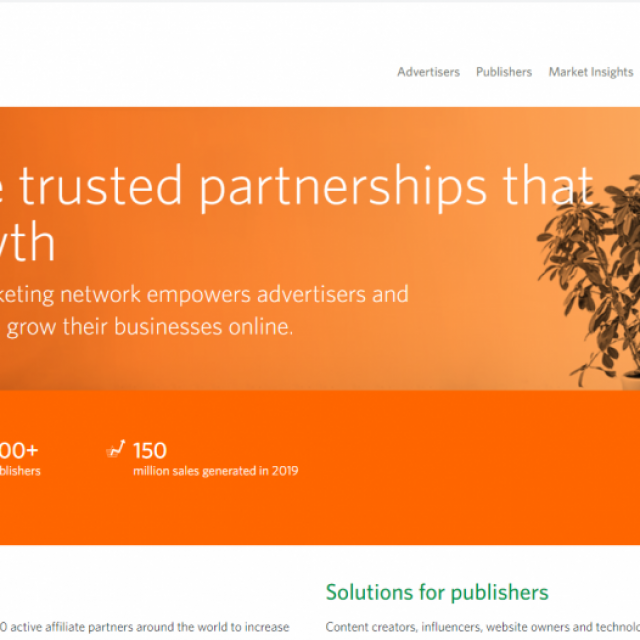 Advertisers Publishers Market Insights
e trusted partnerships that
wth
keting network empowers advertisers and
grow their businesses online.
00+
blishers
150
million sales generated in 2019
Solutions for publishers
0 active affiliate partners around the world to increase
Content creators, influencers, website owners and technolo